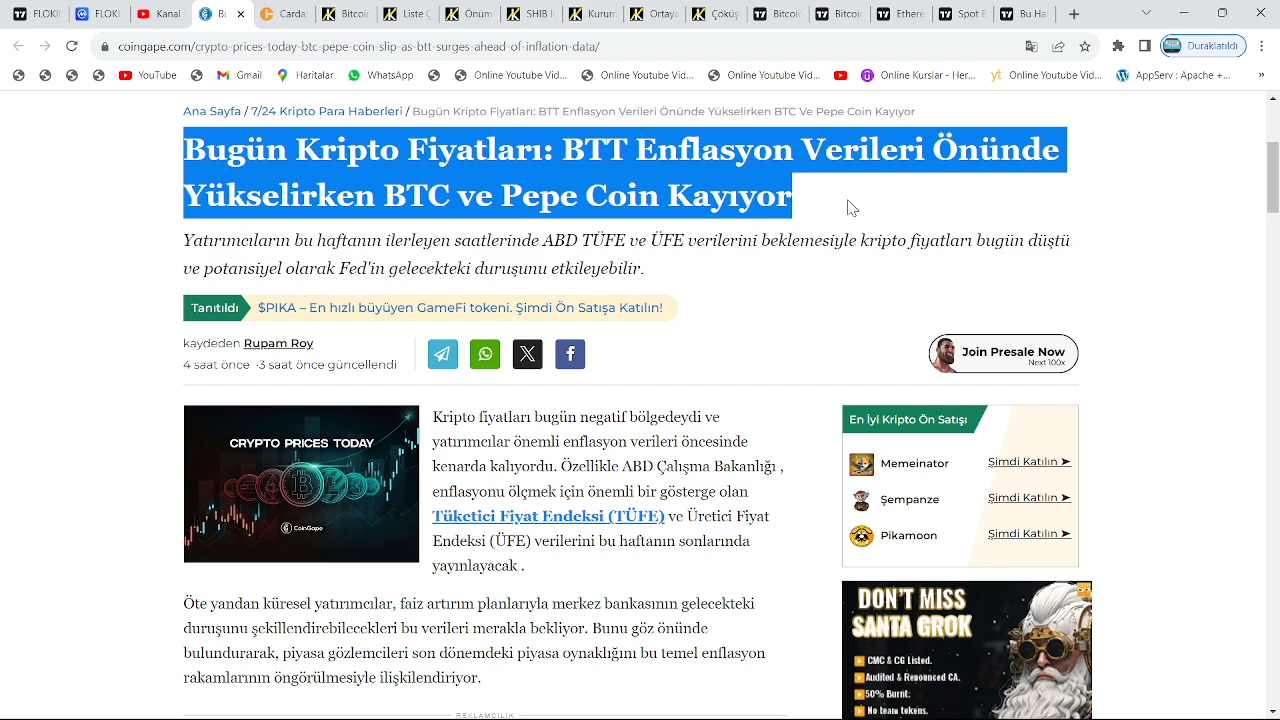 FLOKI
FLOK
Kanal
Bu
Carda
Bitcoir
Liste Ç
Önüm
SHIB I
Kurum
Ortaya
Çöküş
Bitcoir
Bitcoir
Ethere
Spot B
Bu Hal
coingape.com/crypto-prices-today-btc-pepe-coin-slip-as-btt-surges-ahead-of-inflation-data/
Duraklatıldı
YouTube
Gmail
Haritalar
WhatsApp
Online Youtube Vid...
Online Youtube Vid...
Online Youtube Vid...
Online Kurslar - Her...
Online Youtube Vid...
AppServ : Apache +...
Ana Sayfa / 7/24 Kripto Para Haberleri / Bugün Kripto Fiyatları: BTT Enflasyon Verileri Önünde Yükselirken BTC Ve Pepe Coin Kayıyor
Bugün Kripto Fiyatları: BTT Enflasyon Verileri Önünde
Yükselirken BTC ve Pepe Coin Kayıyor
Yatırımcıların bu haftanın ilerleyen saatlerinde ABD TÜFE ve ÜFE verilerini beklemesiyle kripto fiyatları bugün düştü
ve potansiyel olarak Fed'in gelecekteki duruşunu etkileyebilir.
Tanıtıldı
$PIKA – En hızlı büyüyen GameFi tokeni. Şimdi Ön Satışa Katılın!
kaydeden Rupam Roy
4 saat önce · 3 saat önce güncellendi
Join Presale Now
Next 100x
CRYPTO PRICES TODAY
CoinGape
Kripto fiyatları bugün negatif bölgedeydi ve
yatırımcılar önemli enflasyon verileri öncesinde
kenarda kalıyordu. Özellikle ABD Çalışma Bakanlığı ,
enflasyonu ölçmek için önemli bir gösterge olan
Tüketici Fiyat Endeksi (TÜFE) ve Üretici Fiyat
Endeksi (ÜFE) verilerini bu haftanın sonlarında
yayınlayacak .
En İyi Kripto Ön Satışı
Memeinator
Şimdi Katılın ➤
Şempanze
Şimdi Katılın ➤
Pikamoon
Şimdi Katılın ➤
Öte yandan küresel yatırımcılar, faiz artırım planlarıyla merkez bankasının gelecekteki
duruşunu şekillendirebilecekleri bu verileri merakla bekliyor. Bunu göz önünde
bulundurarak, piyasa gözlemcileri son dönemdeki piyasa oynaklığını bu temel enflasyon
rakamlarının öngörülmesiyle ilişkilendiriyor.
DON'T MISS
SANTA GROK
CMC & CG Listed.
Audited & Renounced CA.
50% Burnt.
No team tokens.
REKLAMCILIK